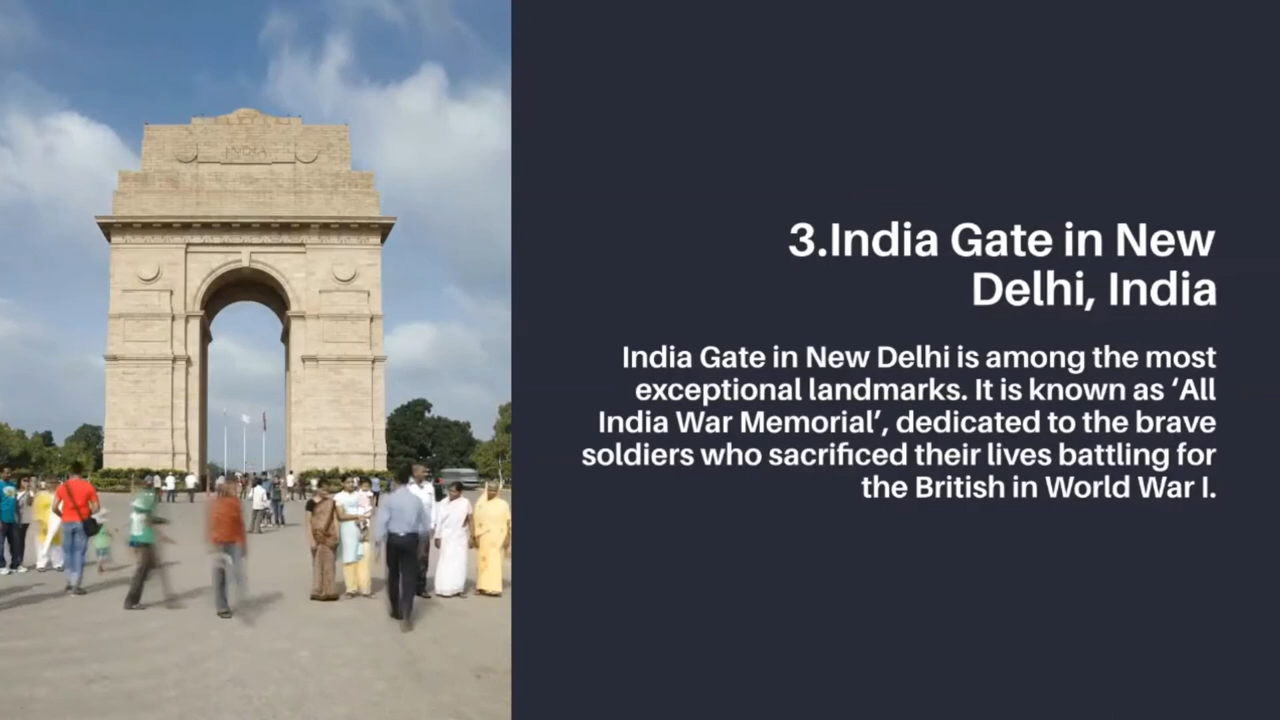 INDIA
3.India Gate in New
Delhi, India
India Gate in New Delhi is among the most
exceptional landmarks. It is known as ‘All
India War Memorial’, dedicated to the brave
soldiers who sacrificed their lives battling for
the British in World War I.